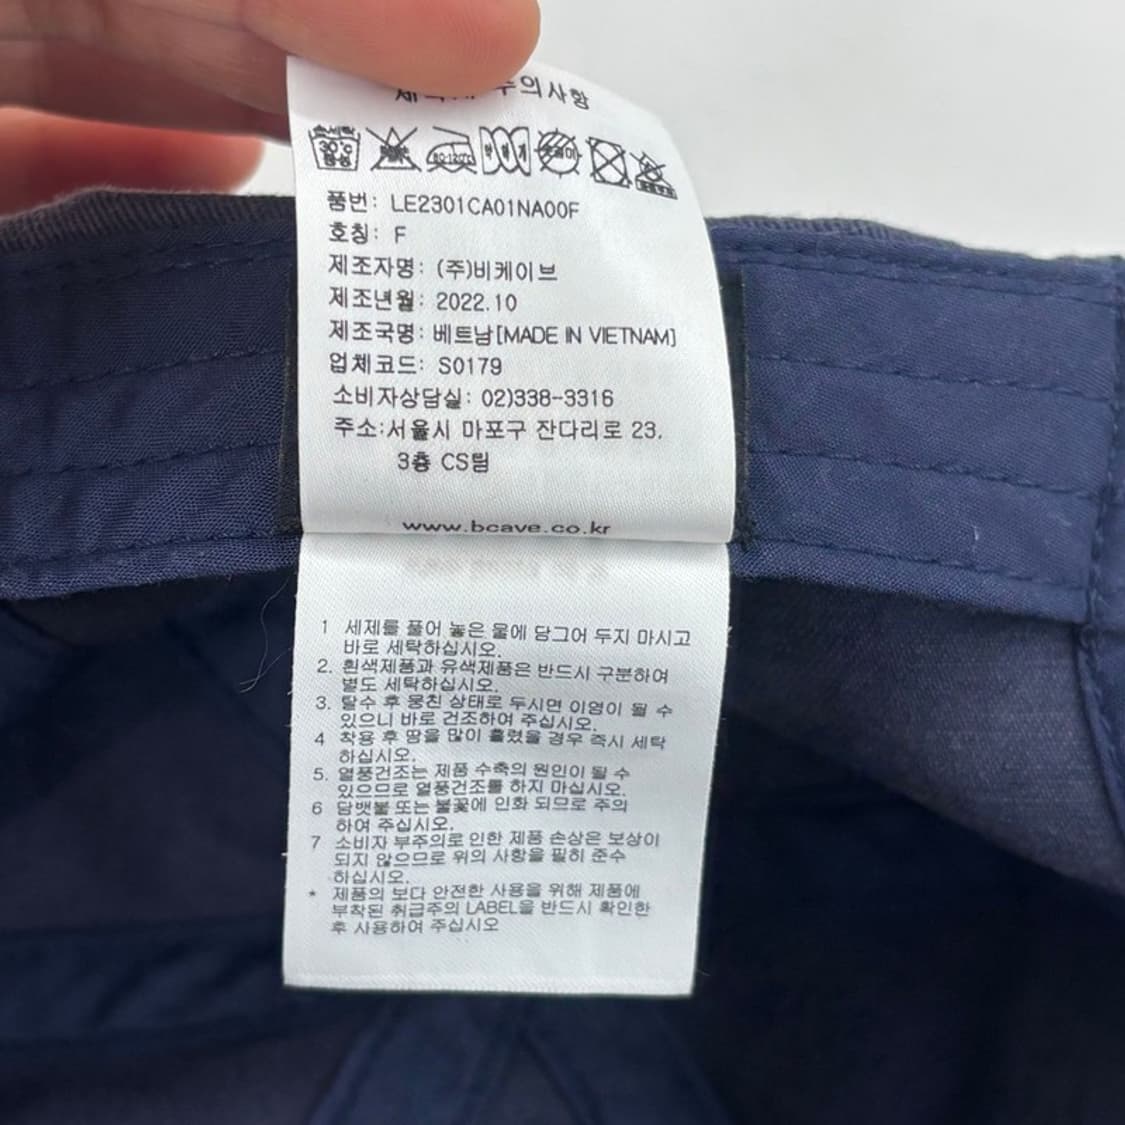 주의사항
손세탁
30℃
중성
80-120℃
드라이
품번: LE2301CA01NA00F
호칭: F
제조자명: (주)비케이브
제조년월: 2022.10
제조국명: 베트남[MADE IN VIETNAM]
업체코드: S0179
소비자상담실: 02)338-3316
주소:서울시 마포구 잔다리로 23,
3층 CS팀
www.bcave.co.kr
1 세제를 풀어 놓은 물에 담그어 두지 마시고
바로 세탁하십시오.
2. 흰색제품과 유색제품은 반드시 구분하여
별도 세탁하십시오.
3. 탈수 후 뭉친 상태로 두시면 이염이 될 수
있으니 바로 건조하여 주십시오.
4 착용 후 땀을 많이 흘렸을 경우 즉시 세탁
하십시오.
5. 열풍건조는 제품 수축의 원인이 될 수
있으므로 열풍건조를 하지 마십시오.
6 담뱃불 또는 불꽃에 인화 되므로 주의
하여 주십시오.
7 소비자 부주의로 인한 제품 손상은 보상이
되지 않으므로 위의 사항을 필히 준수
하십시오.
* 제품의 보다 안전한 사용을 위해 제품에
부착된 취급주의 LABEL을 반드시 확인한
후 사용하여 주십시오